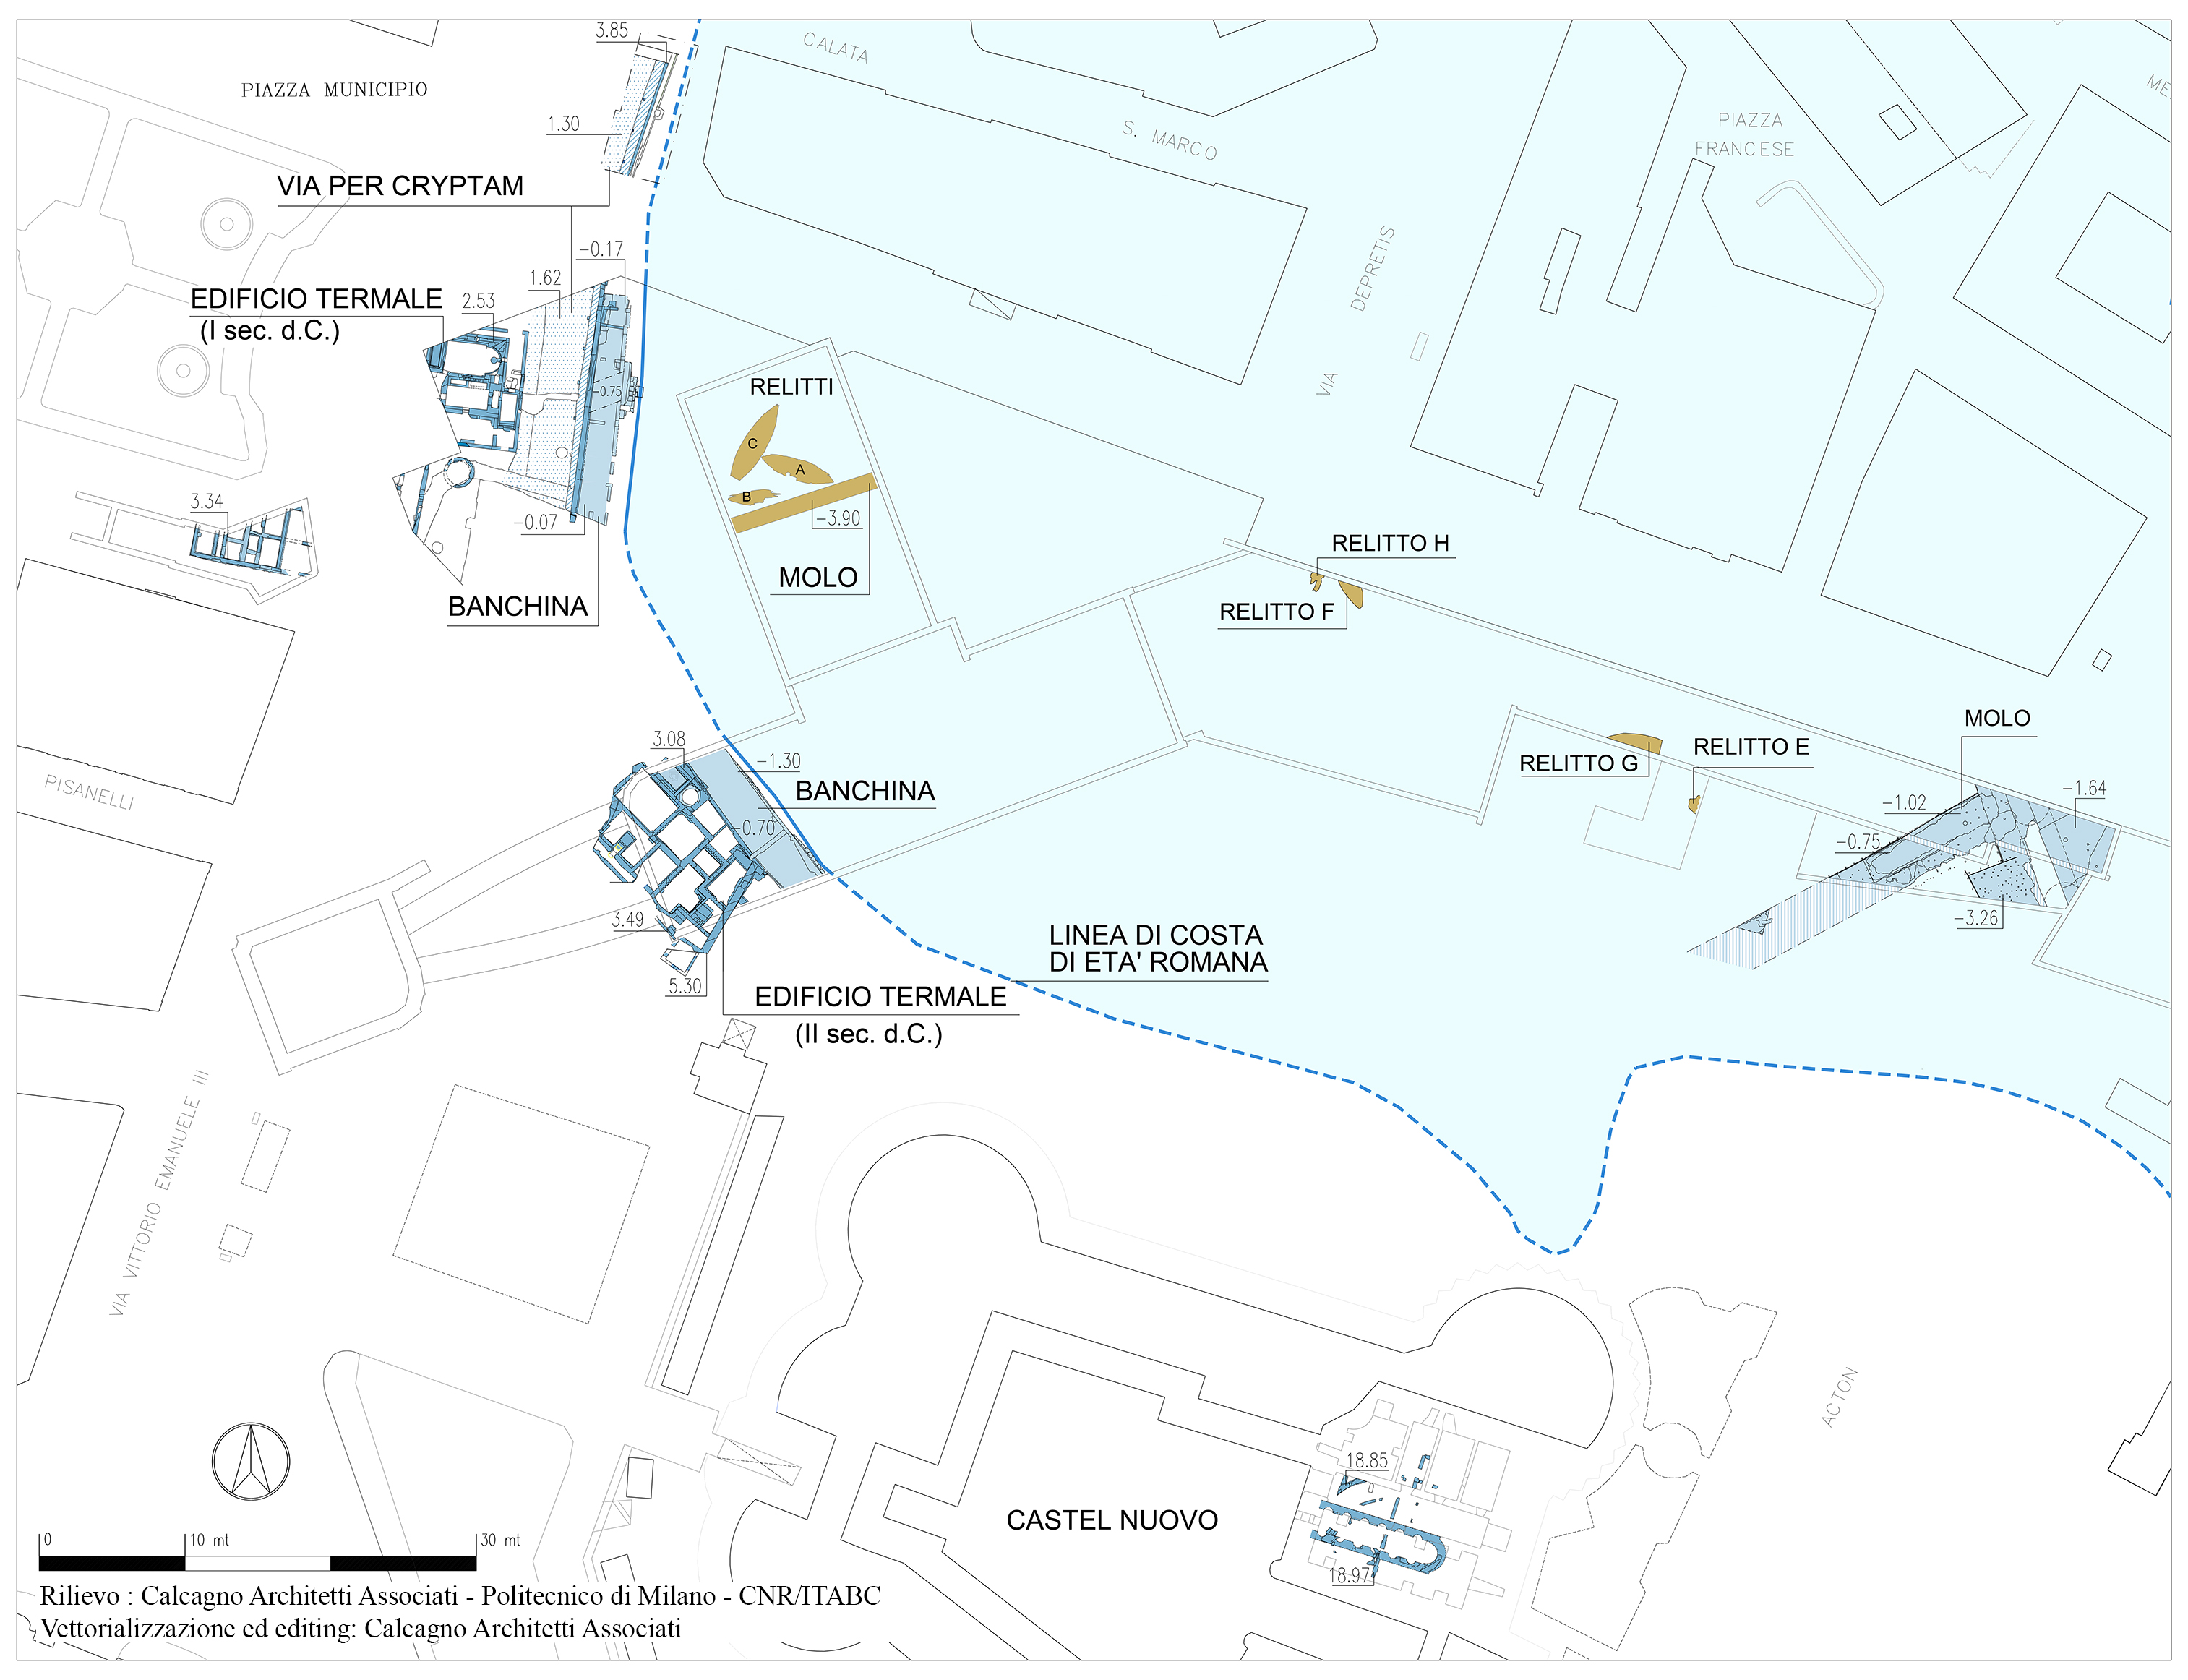 3.85
CALATA
PIAZZA MUNICIPIO
1.30
S. MARCO
PIAZZA
FRANCESE
VIA PER CRYPTAM
-0.17
1.62
EDIFICIO TERMALE
(I sec. d.C.)
2.53
VIA
DEPRETIS
-0.75
RELITTI
C
A
B
-3.90
3.34
-0.07
MOLO
BANCHINA
RELITTO H
RELITTO F
MOLO
RELITTO G
RELITTO E
3.08
-1.30
BANCHINA
-0.70
PISANELLI
-1.02
-1.64
-0.75
-3.26
3.49
5.30
LINEA DI COSTA
DI ETA' ROMANA
EDIFICIO TERMALE
(II sec. d.C.)
VIA VITTORIO EMANUELE III
ACTON
18.85
CASTEL NUOVO
18.97
0
10 mt
30 mt
Rilievo : Calcagno Architetti Associati - Politecnico di Milano - CNR/ITABC
Vettorializzazione ed editing: Calcagno Architetti Associati